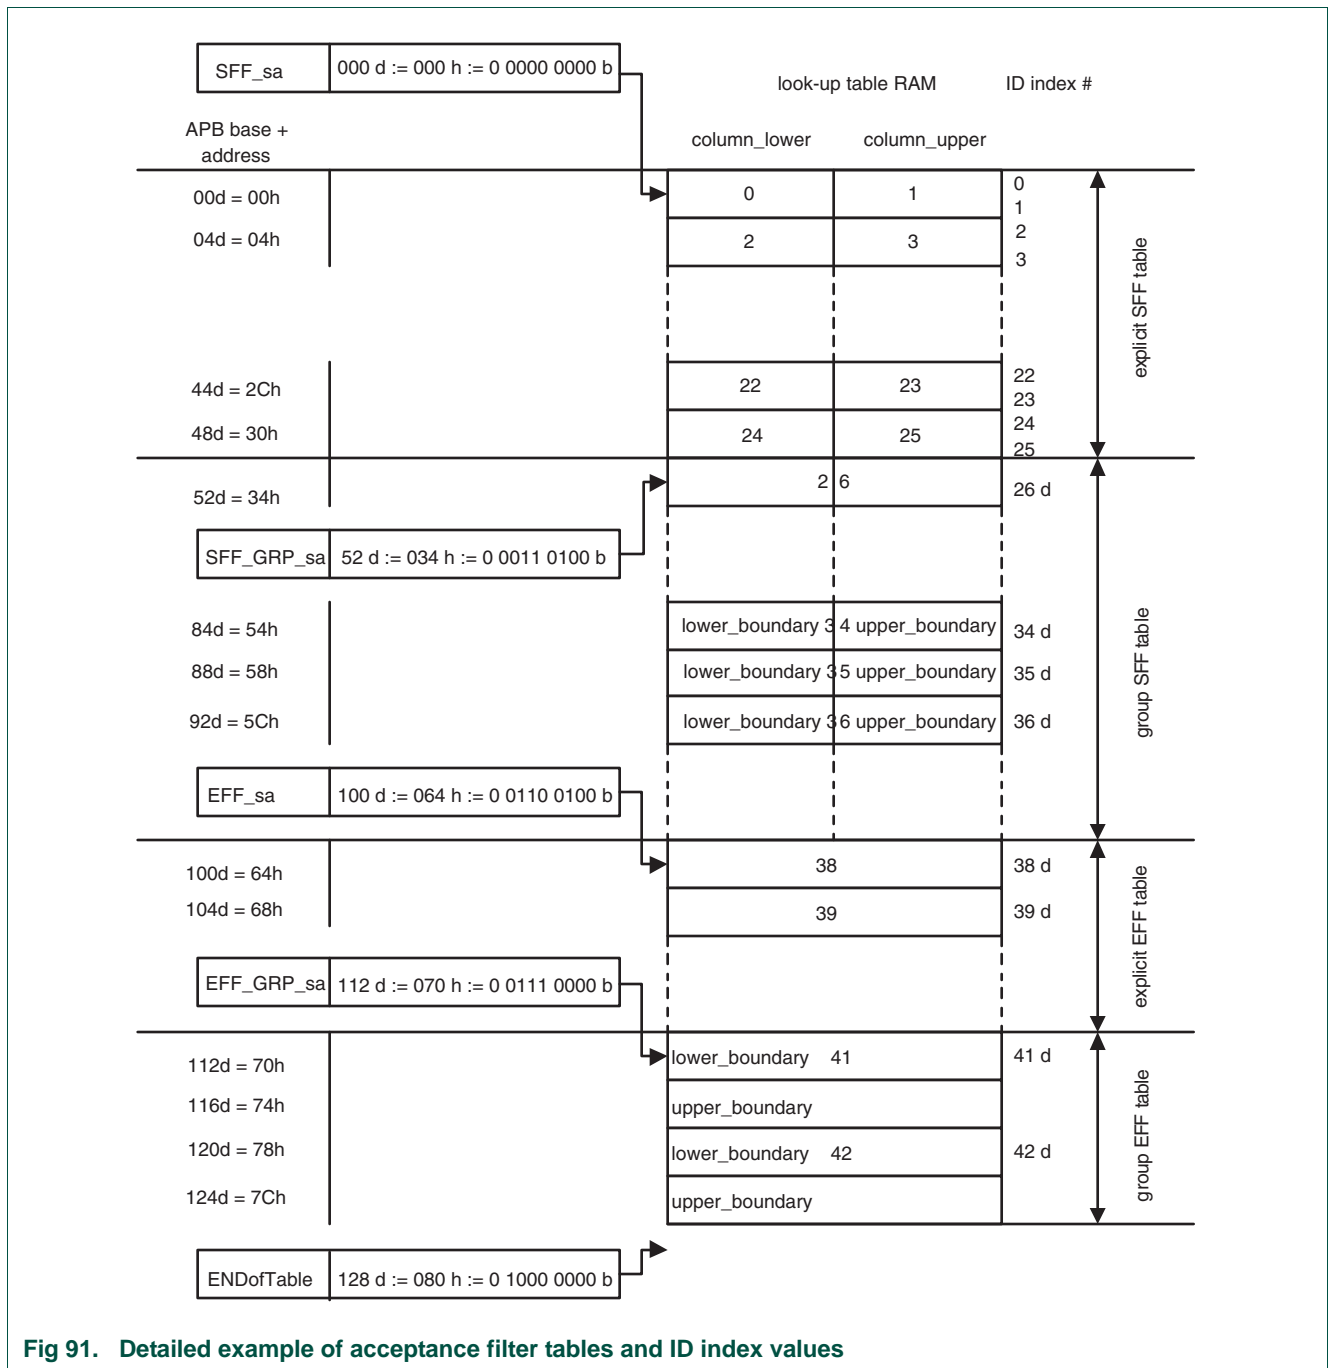 SFF_sa 000 d := 000 h := 0 0000 0000 b
look-up table RAM ID index #
APB base +
address
column_lower column_upper
00d = 00h 0 1 0
1
04d = 04h 2 3 2
3
explicit SFF table
44d = 2Ch 22 23 22
23
48d = 30h 24 25 24
25
52d = 34h 2 6 26 d
SFF_GRP_sa 52 d := 034 h := 0 0011 0100 b
84d = 54h lower_boundary 3 4 upper_boundary 34 d
88d = 58h lower_boundary 3 5 upper_boundary 35 d
92d = 5Ch lower_boundary 3 6 upper_boundary 36 d
group SFF table
EFF_sa 100 d := 064 h := 0 0110 0100 b
100d = 64h 38 38 d
104d = 68h 39 39 d
explicit EFF table
EFF_GRP_sa 112 d := 070 h := 0 0111 0000 b
112d = 70h lower_boundary 41 41 d
116d = 74h upper_boundary
120d = 78h lower_boundary 42 42 d
124d = 7Ch upper_boundary
group EFF table
ENDofTable 128 d := 080 h := 0 1000 0000 b
Fig 91. Detailed example of acceptance filter tables and ID index values